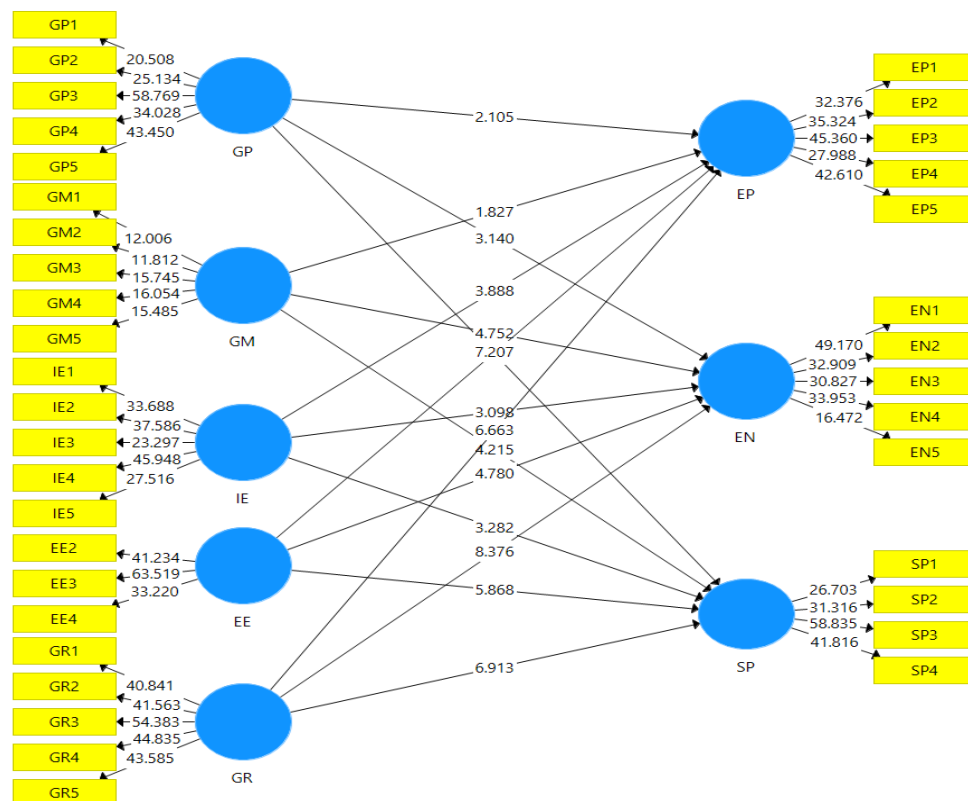 GP1
GP2
GP3
GP4
GP5
20.508
25.134
58.769
34.028
43.450
GP
GM1
GM2
GM3
GM4
GM5
12.006
11.812
15.745
16.054
15.485
GM
IE1
IE2
IE3
IE4
IE5
33.688
37.586
23.297
45.948
27.516
IE
EE2
EE3
EE4
41.234
63.519
33.220
EE
GR1
GR2
GR3
GR4
GR5
40.841
41.563
54.383
44.835
43.585
GR
2.105
1.827
3.140
3.888
4.752
7.207
3.098
6.663
4.215
4.780
3.282
8.376
5.868
6.913
EP
32.376
35.324
45.360
27.988
42.610
EP1
EP2
EP3
EP4
EP5
EN
49.170
32.909
30.827
33.953
16.472
EN1
EN2
EN3
EN4
EN5
SP
26.703
31.316
58.835
41.816
SP1
SP2
SP3
SP4